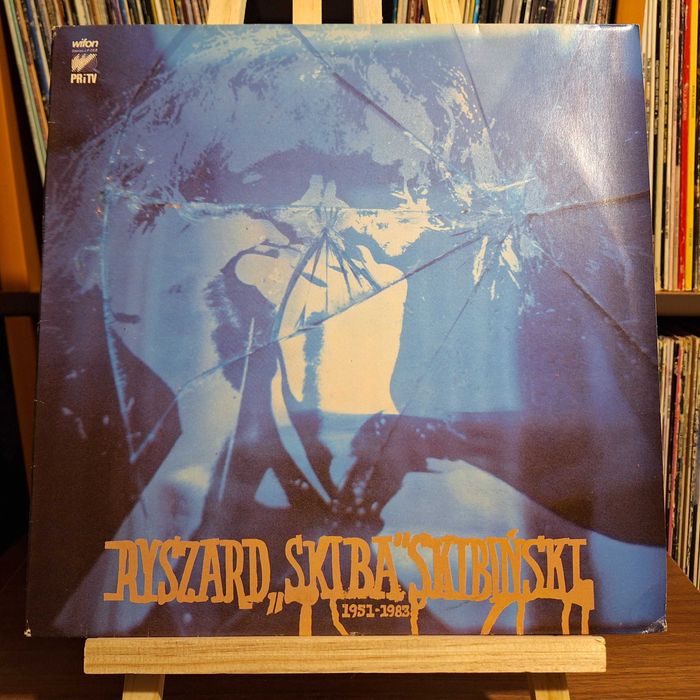 wifon
PRiTV
RYSZARD „SKIBA” SKIBIŃSKI
1951-1983